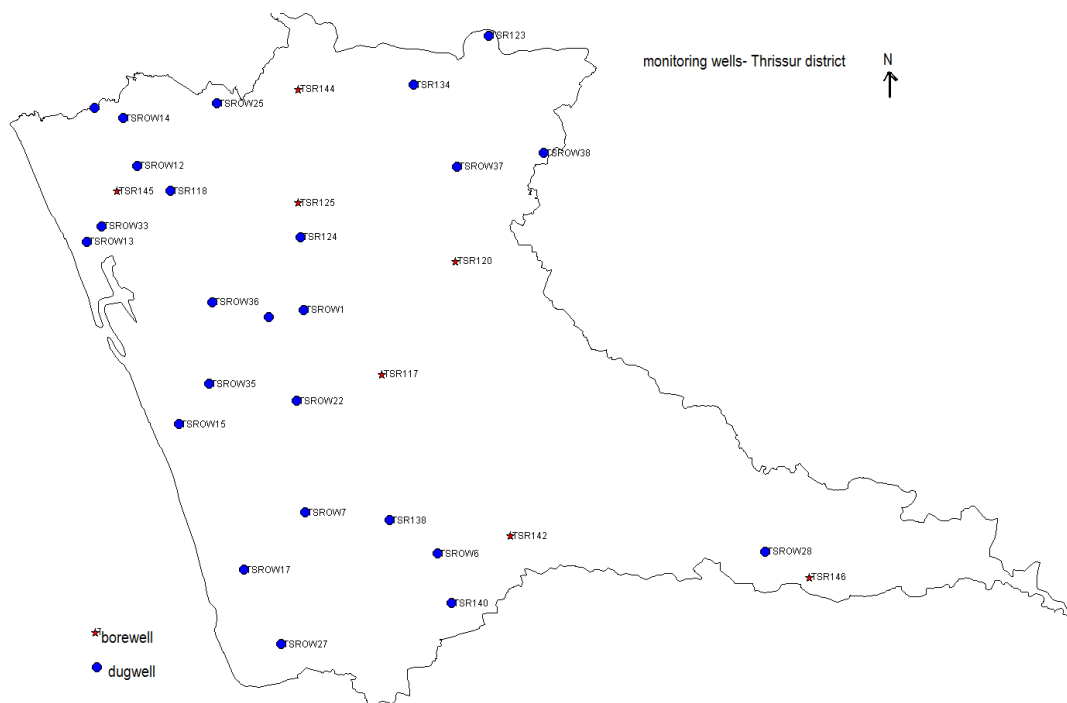 TSR123
monitoring wells- Thrissur district
N
TSR134
TSR144
TSROW25
TSROW14
TSROW38
TSROW12
TSROW37
TSR145
TSR118
TSR125
TSROW33
TSR124
TSROW13
TSR120
TSROW36
TSROW1
TSR117
TSROW35
TSROW22
TSROW15
TSROW7
TSR138
TSR142
TSROW6
TSROW28
TSROW17
TSR146
TSR140
borewell
TSROW27
dugwell